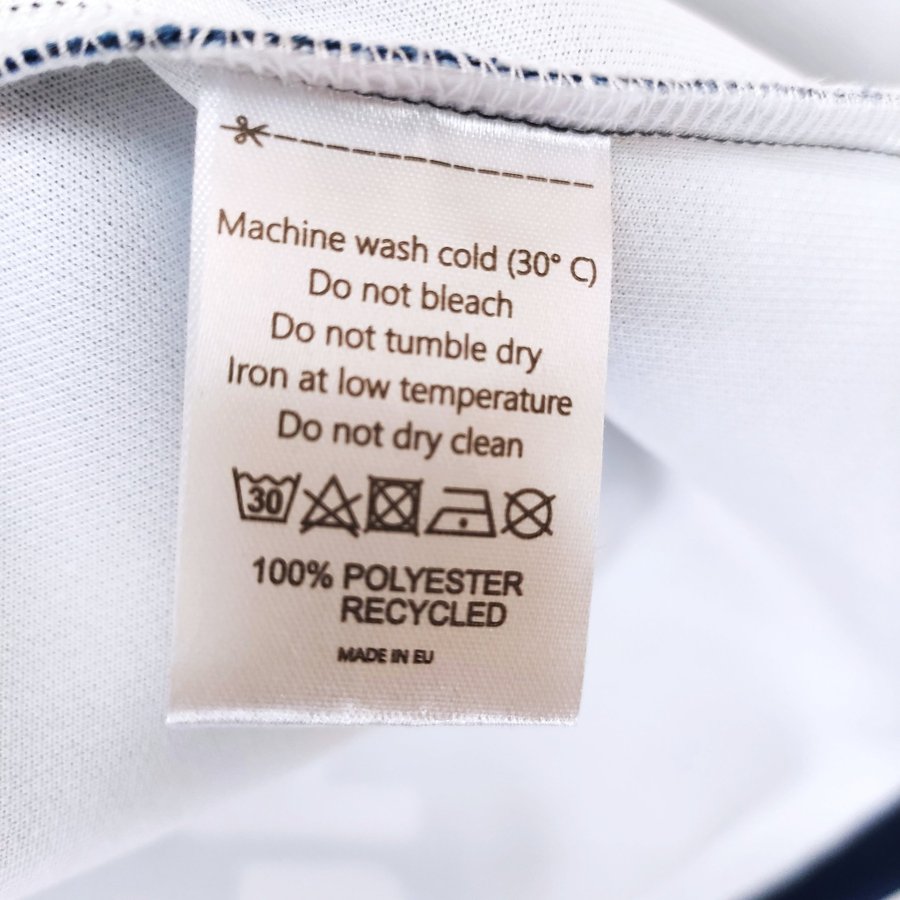 Machine wash cold (30° C)
Do not bleach
Do not tumble dry
Iron at low temperature
Do not dry clean
30
100% POLYESTER
RECYCLED
MADE IN EU